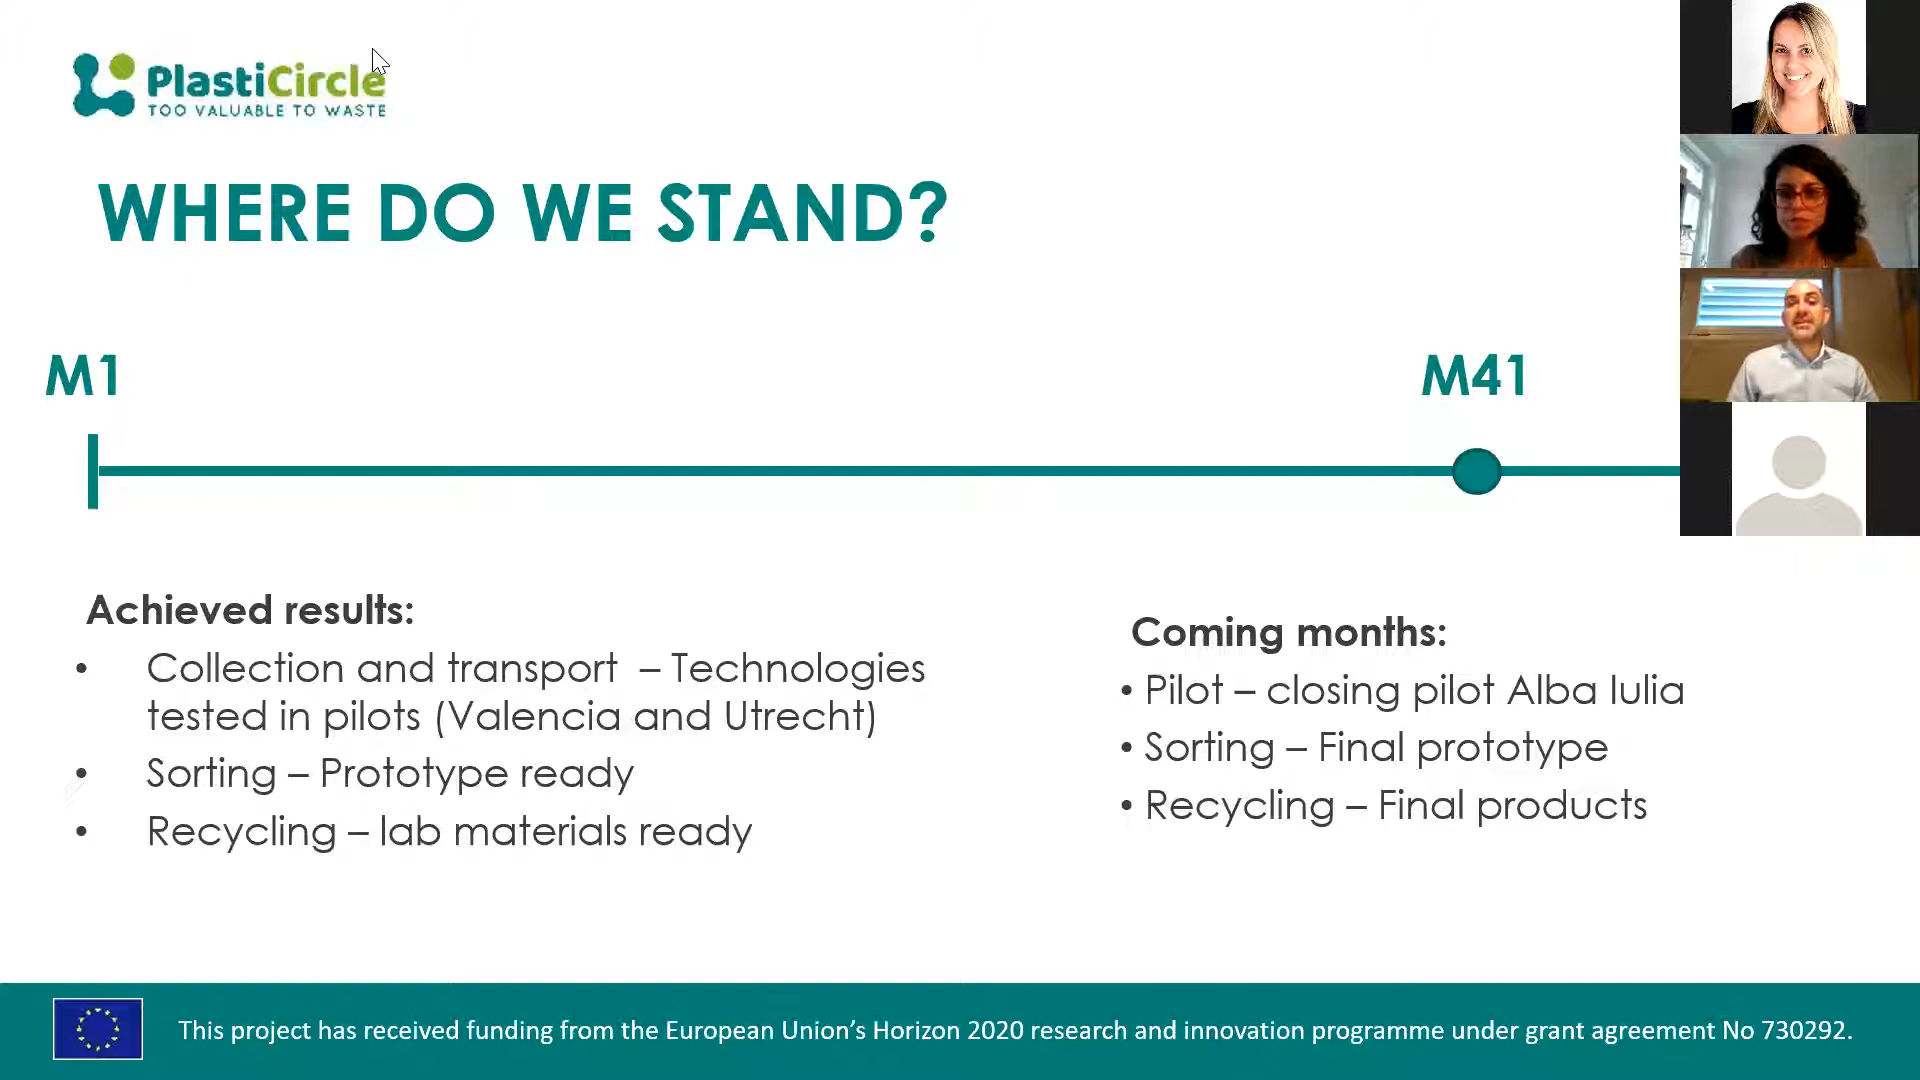 PlastiCircle
TOO VALUABLE TO WASTE
WHERE DO WE STAND?
M1
M41
Achieved results:
• Collection and transport – Technologies
tested in pilots (Valencia and Utrecht)
• Sorting – Prototype ready
• Recycling – lab materials ready
Coming months:
• Pilot – closing pilot Alba Iulia
• Sorting – Final prototype
• Recycling – Final products
This project has received funding from the European Union’s Horizon 2020 research and innovation programme under grant agreement No 730292.